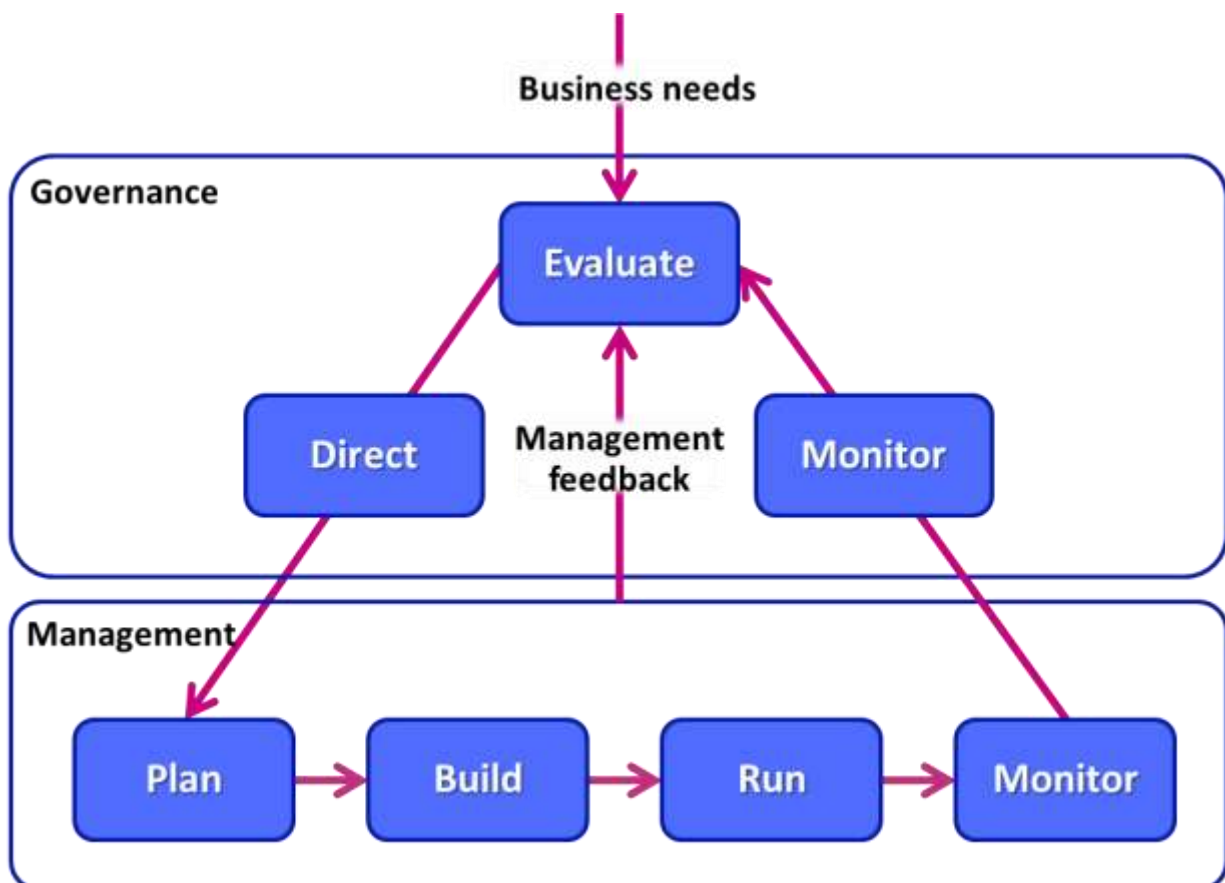 Business needs
Governance
Evaluate
Direct
Management
feedback
Monitor
Management
Plan
Build
Run
Monitor